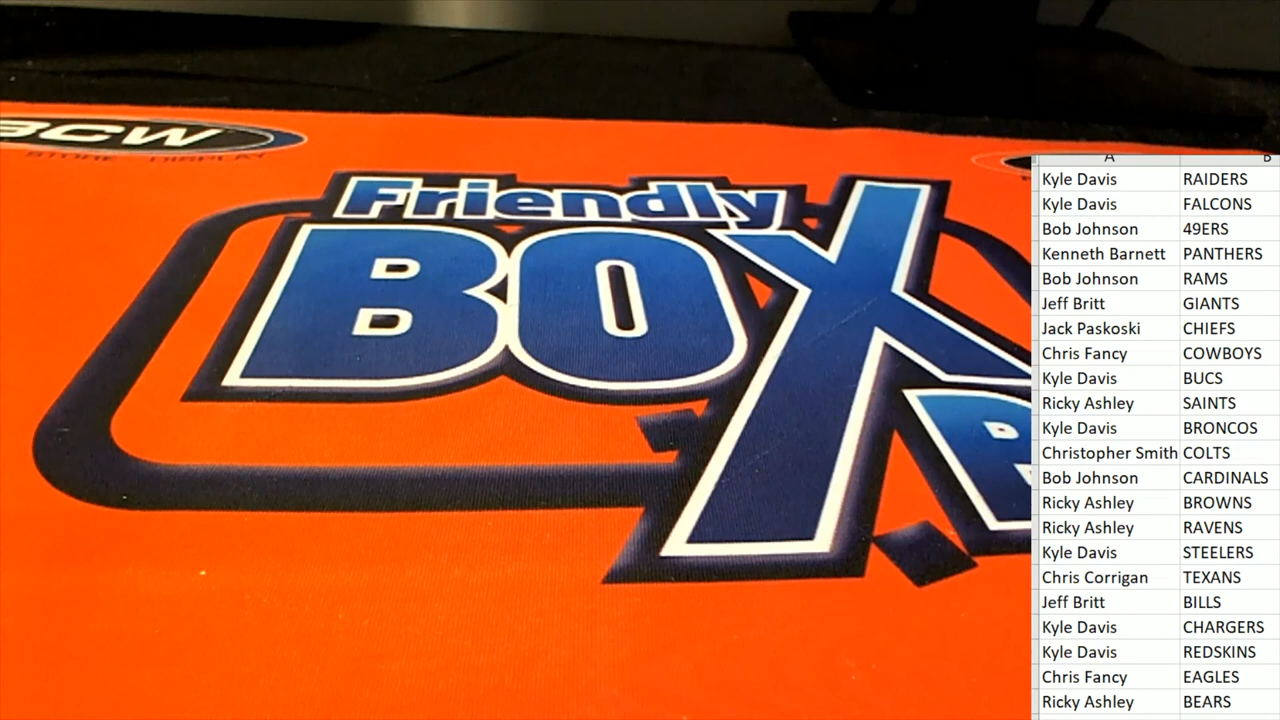 BCW
STORE DISPLAY
Friendly
BOX
A B
Kyle Davis RAIDERS
Kyle Davis FALCONS
Bob Johnson 49ERS
Kenneth Barnett PANTHERS
Bob Johnson RAMS
Jeff Britt GIANTS
Jack Paskoski CHIEFS
Chris Fancy COWBOYS
Kyle Davis BUCS
Ricky Ashley SAINTS
Kyle Davis BRONCOS
Christopher Smith COLTS
Bob Johnson CARDINALS
Ricky Ashley BROWNS
Ricky Ashley RAVENS
Kyle Davis STEELERS
Chris Corrigan TEXANS
Jeff Britt BILLS
Kyle Davis CHARGERS
Kyle Davis REDSKINS
Chris Fancy EAGLES
Ricky Ashley BEARS